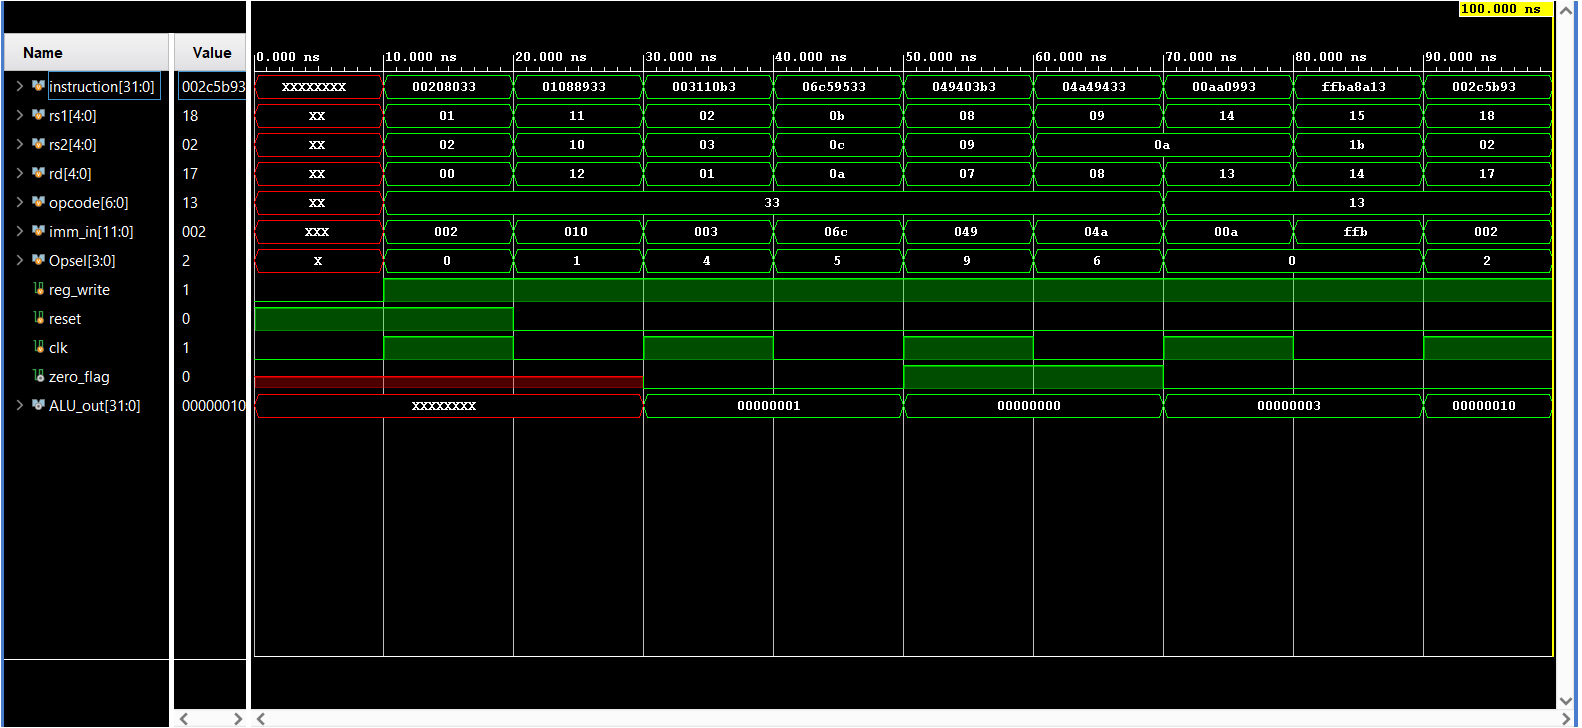 100.000 ns
Name Value 0.000 ns 10.000 ns 20.000 ns 30.000 ns 40.000 ns 50.000 ns 60.000 ns 70.000 ns 80.000 ns 90.000 ns
instruction[31:0] 002c5b93 XXXXXXXX 00208033 01088933 003110b3 06c59533 049403b3 04a49433 00aa0993 ffba8a13 002c5b93
rs1[4:0] 18 XX 01 11 02 0b 08 09 14 15 18
rs2[4:0] 02 XX 02 10 03 0c 09 0a 1b 02
rd[4:0] 17 XX 00 12 01 0a 07 08 13 14 17
opcode[6:0] 13 XX 33 13
imm_in[11:0] 002 XXX 002 010 003 06c 049 04a 00a ffb 002
Opsel[3:0] 2 X 0 1 4 5 9 6 0 2
reg_write 1
reset 0
clk 1
zero_flag 0
ALU_out[31:0] 00000010 XXXXXXXX 00000001 00000000 00000003 00000010